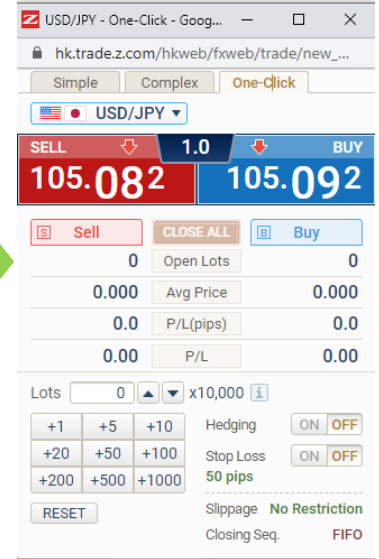 USD/JPY - One-Click - Goog...
hk.trade.z.com/hkweb/fxweb/trade/new_...
Simple Complex One-Click
USD/JPY
SELL 1.0 BUY
105.082 105.092
S Sell CLOSE ALL B Buy
0 Open Lots 0
0.000 Avg Price 0.000
0.0 P/L(pips) 0.0
0.00 P/L 0.00
Lots 0 x10,000 i
+1 +5 +10 Hedging ON OFF
+20 +50 +100 Stop Loss ON OFF
+200 +500 +1000 50 pips
RESET Slippage No Restriction
Closing Seq. FIFO